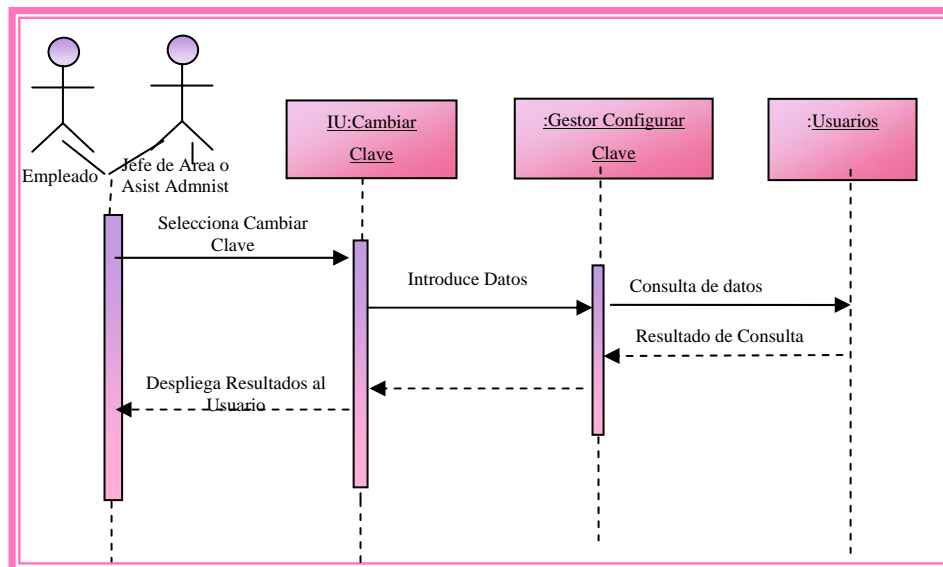 Empleado
Jefe de Area o
Asist Admnist
IU:Cambiar
Clave
:Gestor Configurar
Clave
:Usuarios
Selecciona Cambiar
Clave
Introduce Datos
Consulta de datos
Resultado de Consulta
Despliega Resultados al
Usuario